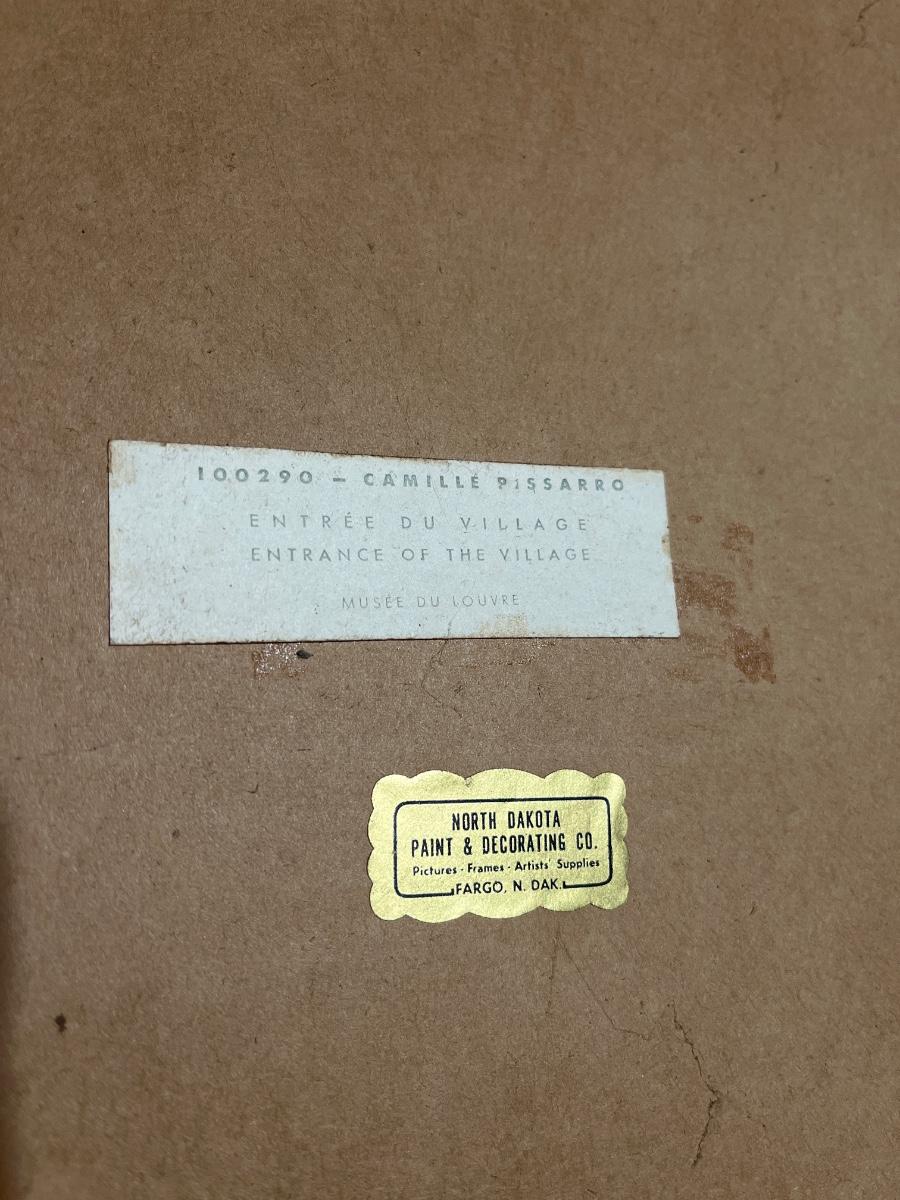 100290 – CAMILLE PISSARRO
ENTRÉE DU VILLAGE
ENTRANCE OF THE VILLAGE
MUSÉE DU LOUVRE
NORTH DAKOTA
PAINT & DECORATING CO.
Pictures - Frames - Artists' Supplies
FARGO, N. DAK.